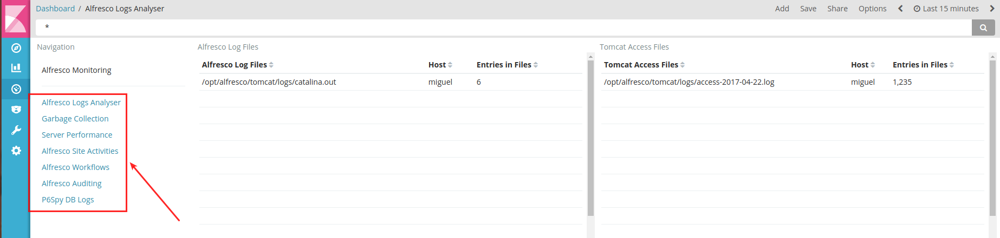 Dashboard / Alfresco Logs Analyser
Add Save Share Options Last 15 minutes
*
Navigation
Alfresco Monitoring
Alfresco Logs Analyser
Garbage Collection
Server Performance
Alfresco Site Activities
Alfresco Workflows
Alfresco Auditing
P6Spy DB Logs
Alfresco Log Files
Alfresco Log Files Host Entries in Files
/opt/alfresco/tomcat/logs/catalina.out miguel 6
Tomcat Access Files
Tomcat Access Files Host Entries in Files
/opt/alfresco/tomcat/logs/access-2017-04-22.log miguel 1,235